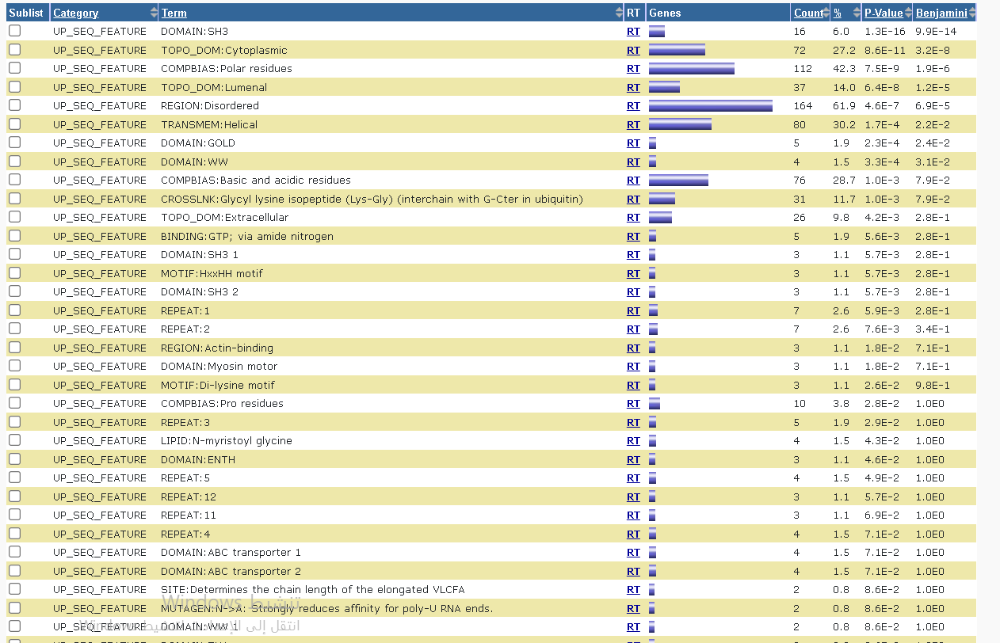 Sublist Category Term RT Genes Count % P-Value Benjamini
UP_SEQ_FEATURE DOMAIN:SH3 RT 16 6.0 1.3E-16 9.9E-14
UP_SEQ_FEATURE TOPO_DOM:Cytoplasmic RT 72 27.2 8.6E-11 3.2E-8
UP_SEQ_FEATURE COMPBIAS:Polar residues RT 112 42.3 7.5E-9 1.9E-6
UP_SEQ_FEATURE TOPO_DOM:Lumenal RT 37 14.0 6.4E-8 1.2E-5
UP_SEQ_FEATURE REGION:Disordered RT 164 61.9 4.6E-7 6.9E-5
UP_SEQ_FEATURE TRANSMEM:Helical RT 80 30.2 1.7E-4 2.2E-2
UP_SEQ_FEATURE DOMAIN:GOLD RT 5 1.9 2.3E-4 2.4E-2
UP_SEQ_FEATURE DOMAIN:WW RT 4 1.5 3.3E-4 3.1E-2
UP_SEQ_FEATURE COMPBIAS:Basic and acidic residues RT 76 28.7 1.0E-3 7.9E-2
UP_SEQ_FEATURE CROSSLNK:Glycyl lysine isopeptide (Lys-Gly) (interchain with G-Cter in ubiquitin) RT 31 11.7 1.0E-3 7.9E-2
UP_SEQ_FEATURE TOPO_DOM:Extracellular RT 26 9.8 4.2E-3 2.8E-1
UP_SEQ_FEATURE BINDING:GTP; via amide nitrogen RT 5 1.9 5.6E-3 2.8E-1
UP_SEQ_FEATURE DOMAIN:SH3 1 RT 3 1.1 5.7E-3 2.8E-1
UP_SEQ_FEATURE MOTIF:HxxHH motif RT 3 1.1 5.7E-3 2.8E-1
UP_SEQ_FEATURE DOMAIN:SH3 2 RT 3 1.1 5.7E-3 2.8E-1
UP_SEQ_FEATURE REPEAT:1 RT 7 2.6 5.9E-3 2.8E-1
UP_SEQ_FEATURE REPEAT:2 RT 7 2.6 7.6E-3 3.4E-1
UP_SEQ_FEATURE REGION:Actin-binding RT 3 1.1 1.8E-2 7.1E-1
UP_SEQ_FEATURE DOMAIN:Myosin motor RT 3 1.1 1.8E-2 7.1E-1
UP_SEQ_FEATURE MOTIF:Di-lysine motif RT 3 1.1 2.6E-2 9.8E-1
UP_SEQ_FEATURE COMPBIAS:Pro residues RT 10 3.8 2.8E-2 1.0E0
UP_SEQ_FEATURE REPEAT:3 RT 5 1.9 2.9E-2 1.0E0
UP_SEQ_FEATURE LIPID:N-myristoyl glycine RT 4 1.5 4.3E-2 1.0E0
UP_SEQ_FEATURE DOMAIN:ENTH RT 3 1.1 4.6E-2 1.0E0
UP_SEQ_FEATURE REPEAT:5 RT 4 1.5 4.9E-2 1.0E0
UP_SEQ_FEATURE REPEAT:12 RT 3 1.1 5.7E-2 1.0E0
UP_SEQ_FEATURE REPEAT:11 RT 3 1.1 6.9E-2 1.0E0
UP_SEQ_FEATURE REPEAT:4 RT 4 1.5 7.1E-2 1.0E0
UP_SEQ_FEATURE DOMAIN:ABC transporter 1 RT 4 1.5 7.1E-2 1.0E0
UP_SEQ_FEATURE DOMAIN:ABC transporter 2 RT 4 1.5 7.1E-2 1.0E0
UP_SEQ_FEATURE SITE:Determines the chain length of the elongated VLCFA RT 2 0.8 8.6E-2 1.0E0
تنشيط Windows
UP_SEQ_FEATURE MUTAGEN:N->A: Strongly reduces affinity for poly-U RNA ends. RT 2 0.8 8.6E-2 1.0E0
UP_SEQ_FEATURE DOMAIN:WW 1 RT 2 0.8 8.6E-2 1.0E0
انتقل إلى Windows